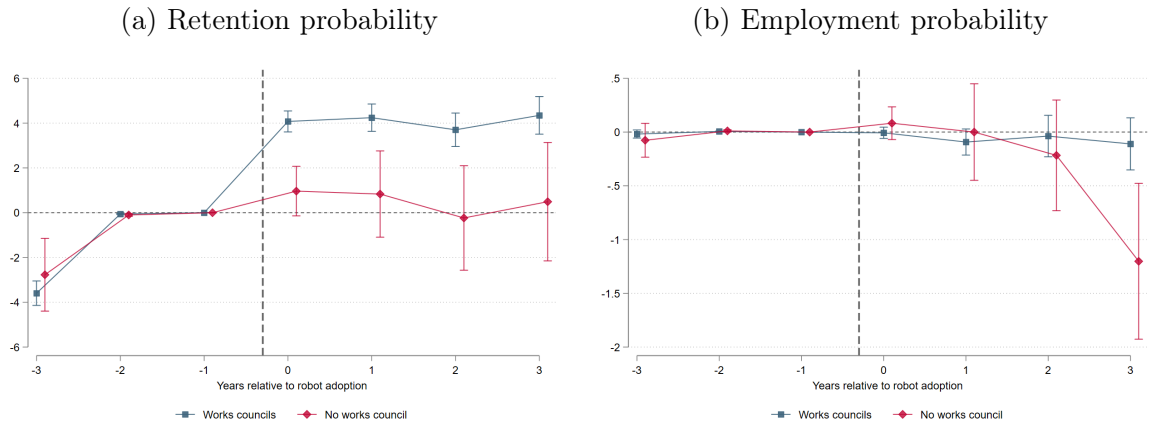 (a) Retention probability
6
4
2
0
-2
-4
-6
-3 -2 -1 0 1 2 3
Years relative to robot adoption
Works councils No works council
(b) Employment probability
.5
0
-.5
-1
-1.5
-2
-3 -2 -1 0 1 2 3
Years relative to robot adoption
Works councils No works council